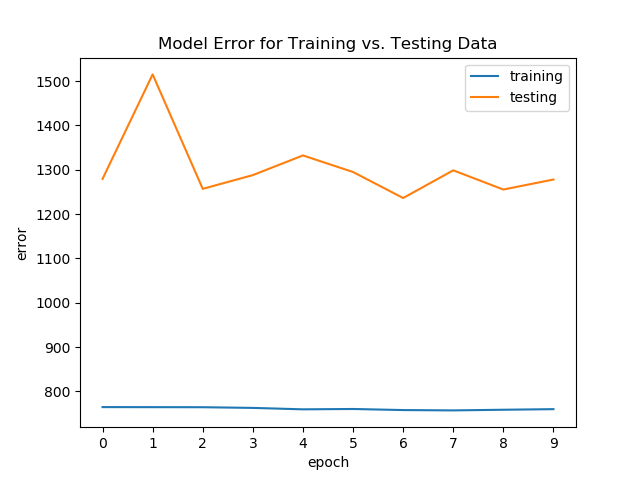 Model Error for Training vs. Testing Data
training
testing
1500
1400
1300
1200
1100
1000
900
800
error
0 1 2 3 4 5 6 7 8 9
epoch